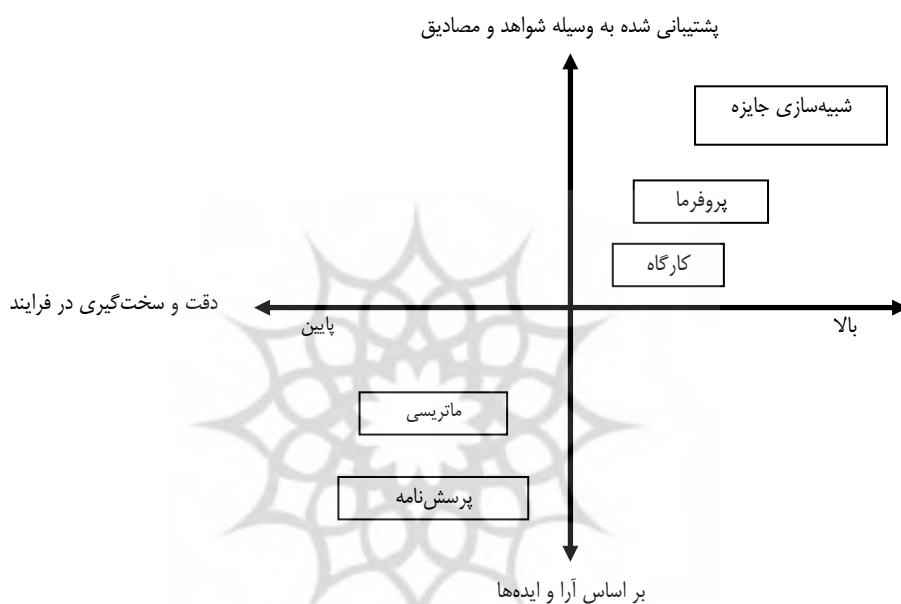 پشتیبانی شده به وسیله شواهد و مصادیق
شبیه‌سازی جایزه
پروفرما
کارگاه
دقت و سخت‌گیری در فرایند
پایین
بالا
ماتریسی
پرسش‌نامه
بر اساس آرا و ایده‌ها